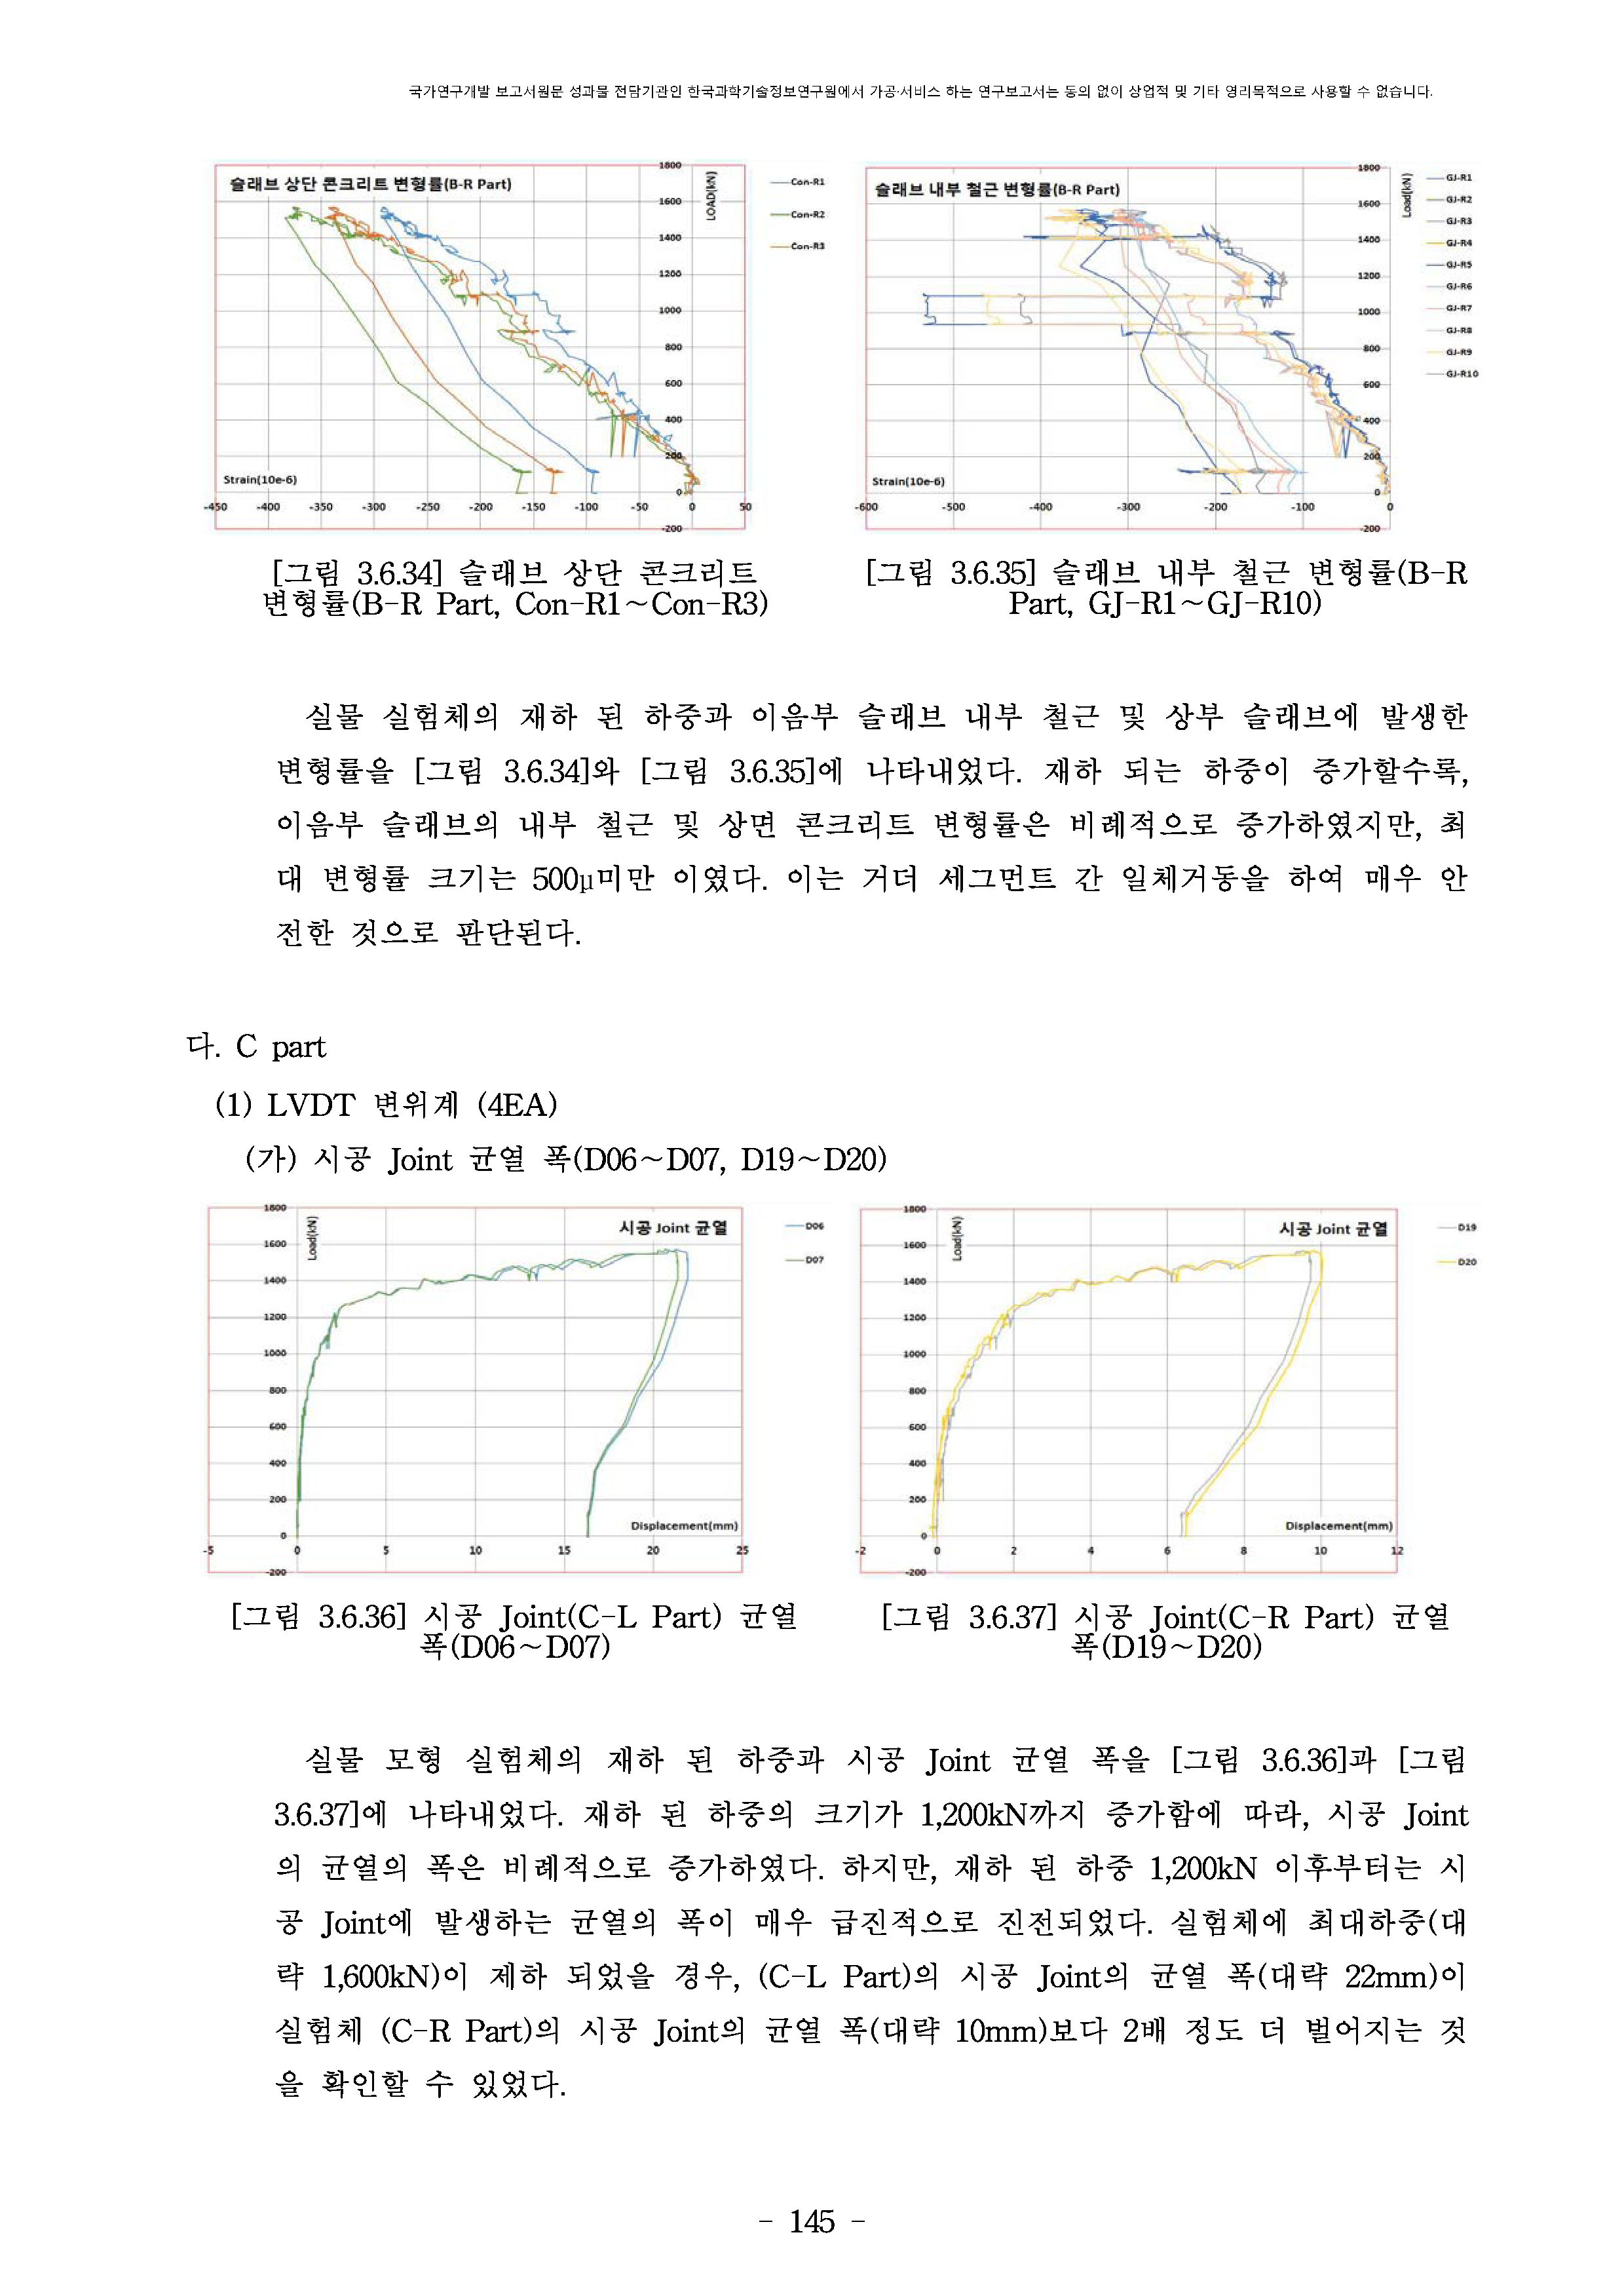 국가연구개발 보고서원문 성과물 전담기관인 한국과학기술정보연구원에서 가공·서비스 하는 연구보고서는 동의 없이 상업적 및 기타 영리목적으로 사용할 수 없습니다.
슬래브 상단 콘크리트 변형률(B-R Part)
LOAD(kN)
1800
1600
1400
1200
1000
800
600
400
200
0
-200
Strain(10e-6)
-450 -400 -350 -300 -250 -200 -150 -100 -50 0 50
Con-R1
Con-R2
Con-R3
슬래브 내부 철근 변형률(B-R Part)
Load(kN)
1800
1600
1400
1200
1000
800
600
400
200
0
-200
Strain(10e-6)
-600 -500 -400 -300 -200 -100 0
GJ-R1
GJ-R2
GJ-R3
GJ-R4
GJ-R5
GJ-R6
GJ-R7
GJ-R8
GJ-R9
GJ-R10
[그림 3.6.34] 슬래브 상단 콘크리트
변형률(B-R Part, Con-R1～Con-R3)
[그림 3.6.35] 슬래브 내부 철근 변형률(B-R
Part, GJ-R1～GJ-R10)
실물 실험체의 재하 된 하중과 이음부 슬래브 내부 철근 및 상부 슬래브에 발생한
변형률을 [그림 3.6.34]와 [그림 3.6.35]에 나타내었다. 재하 되는 하중이 증가할수록,
이음부 슬래브의 내부 철근 및 상면 콘크리트 변형률은 비례적으로 증가하였지만, 최
대 변형률 크기는 500μ미만 이였다. 이는 거더 세그먼트 간 일체거동을 하여 매우 안
전한 것으로 판단된다.
다. C part
(1) LVDT 변위계 (4EA)
(가) 시공 Joint 균열 폭(D06～D07, D19～D20)
시공 Joint 균열
Load(kN)
1800
1600
1400
1200
1000
800
600
400
200
0
-200
Displacement(mm)
-5 0 5 10 15 20 25
D06
D07
시공 Joint 균열
Load(kN)
1800
1600
1400
1200
1000
800
600
400
200
0
-200
Displacement(mm)
-2 0 2 4 6 8 10 12
D19
D20
[그림 3.6.36] 시공 Joint(C-L Part) 균열
폭(D06～D07)
[그림 3.6.37] 시공 Joint(C-R Part) 균열
폭(D19～D20)
실물 모형 실험체의 재하 된 하중과 시공 Joint 균열 폭을 [그림 3.6.36]과 [그림
3.6.37]에 나타내었다. 재하 된 하중의 크기가 1,200kN까지 증가함에 따라, 시공 Joint
의 균열의 폭은 비례적으로 증가하였다. 하지만, 재하 된 하중 1,200kN 이후부터는 시
공 Joint에 발생하는 균열의 폭이 매우 급진적으로 진전되었다. 실험체에 최대하중(대
략 1,600kN)이 제하 되었을 경우, (C-L Part)의 시공 Joint의 균열 폭(대략 22mm)이
실험체 (C-R Part)의 시공 Joint의 균열 폭(대략 10mm)보다 2배 정도 더 벌어지는 것
을 확인할 수 있었다.
- 145 -